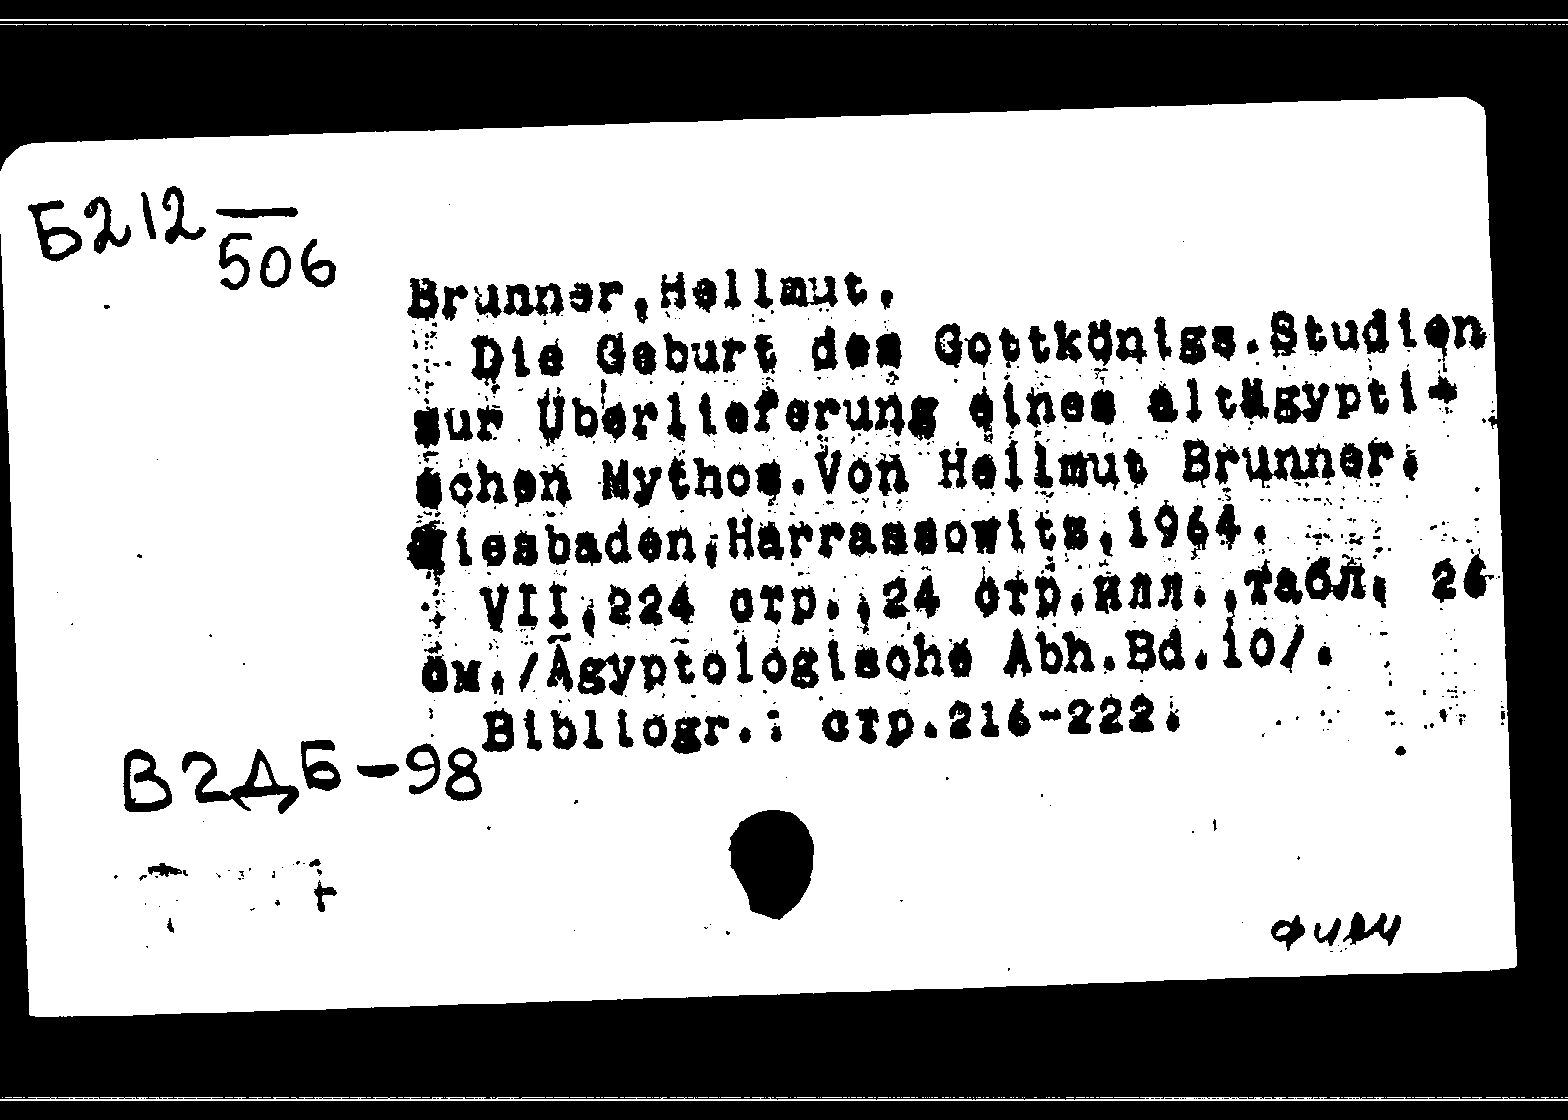 Б212 —
506
Brunner,Hellmut.
Die Geburt des Gottkönigs.Studien
zur Überlieferung eines altägypti-
schen Mythos.Von Hellmut Brunner.
Wiesbaden,Harrassowitz,1964.
VII,224 стр.,24 стр.илл.,табл. 26
см./Ägyptologische Abh.Bd.10/.
Bibliogr.: стр.216-222.
В2ДБ-98